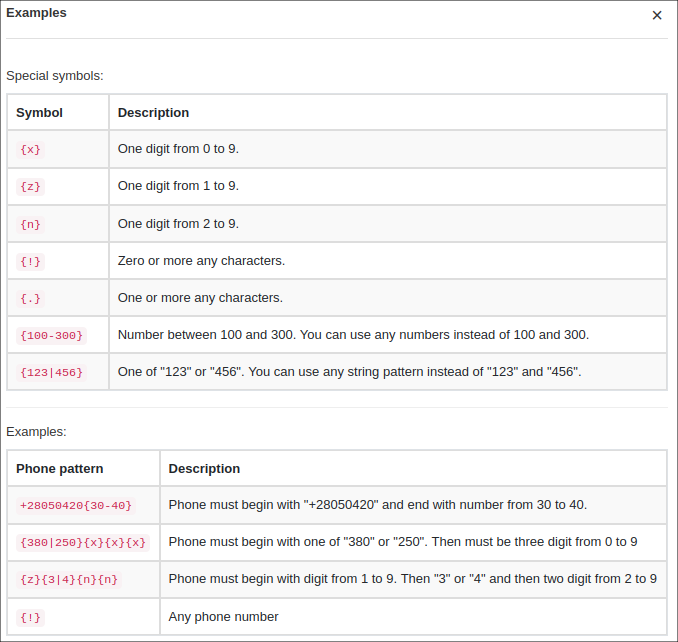 Examples
×
Special symbols:
Symbol Description
{x} One digit from 0 to 9.
{z} One digit from 1 to 9.
{n} One digit from 2 to 9.
{!} Zero or more any characters.
{.} One or more any characters.
{100-300} Number between 100 and 300. You can use any numbers instead of 100 and 300.
{123|456} One of "123" or "456". You can use any string pattern instead of "123" and "456".
Examples:
Phone pattern Description
+28050420{30-40} Phone must begin with "+28050420" and end with number from 30 to 40.
{380|250}{x}{x}{x} Phone must begin with one of "380" or "250". Then must be three digit from 0 to 9
{z}{3|4}{n}{n} Phone must begin with digit from 1 to 9. Then "3" or "4" and then two digit from 2 to 9
{!} Any phone number